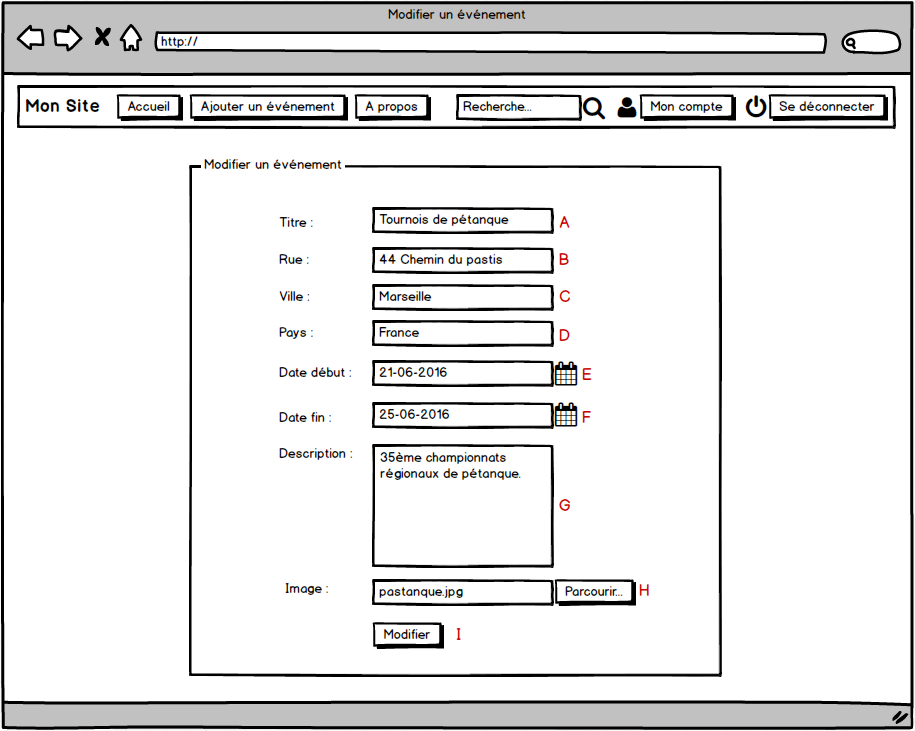 Modifier un événement
http://
Mon Site Accueil Ajouter un événement A propos Recherche... Mon compte Se déconnecter
Modifier un événement
Titre : Tournois de pétanque A
Rue : 44 Chemin du pastis B
Ville : Marseille C
Pays : France D
Date début : 21-06-2016 E
Date fin : 25-06-2016 F
Description : 35ème championnats
régionaux de pétanque.
G
Image : pastanque.jpg Parcourir... H
Modifier I